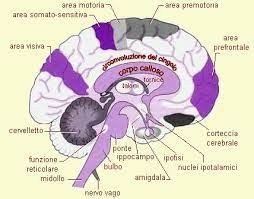 area motoria
area premotoria
area somato-sensitiva
area visiva
area
prefrontale
circonvoluzione del cingolo
corpo calloso
fornice
talami
cervelletto
funzione
reticolare
midollo
bulbo
nervo vago
ponte
ippocampo
amigdala
ipofisi
nuclei ipotalamici
corteccia
cerebrale